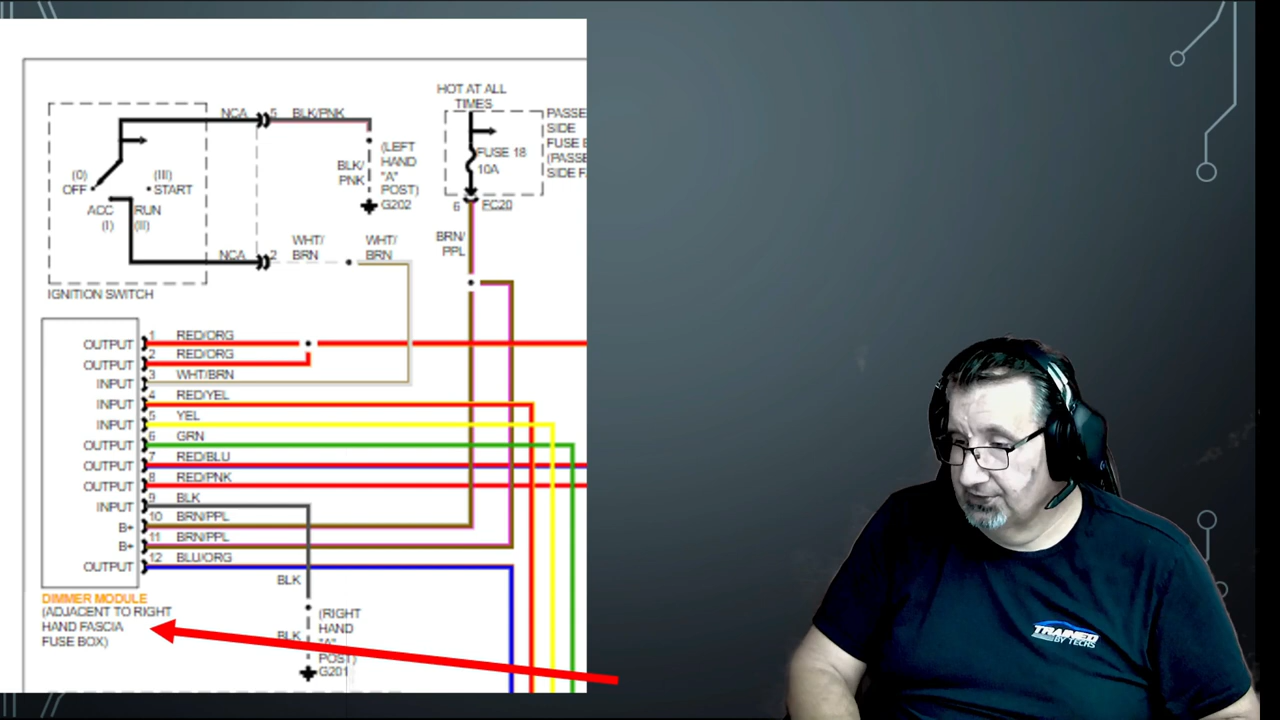 HOT AT ALL
TIMES
NCA 5 BLK/PNK
PASSE
SIDE
FUSE B
(PASSE
SIDE F
FUSE 18
10A
(LEFT
HAND
"A"
POST)
G202
BLK/
PNK
(0)
OFF
(III)
START
ACC
(I)
RUN
(II)
6 FC20
BRN/
PPL
WHT/
BRN
WHT/
BRN
NCA 2
IGNITION SWITCH
OUTPUT 1 RED/ORG
OUTPUT 2 RED/ORG
INPUT 3 WHT/BRN
INPUT 4 RED/YEL
INPUT 5 YEL
OUTPUT 6 GRN
OUTPUT 7 RED/BLU
OUTPUT 8 RED/PNK
INPUT 9 BLK
B+ 10 BRN/PPL
B+ 11 BRN/PPL
OUTPUT 12 BLU/ORG
BLK
DIMMER MODULE
(ADJACENT TO RIGHT
HAND FASCIA
FUSE BOX)
BLK
(RIGHT
HAND
"A"
POST)
G201
TRAINED
BY TECHS